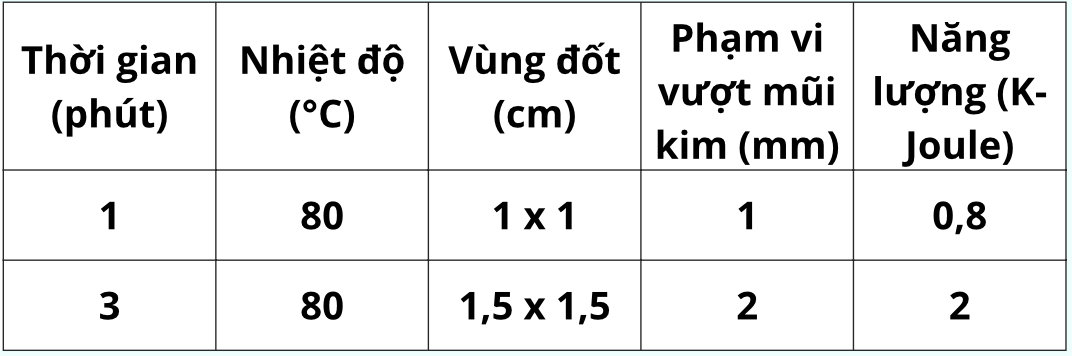 Thời gian (phút)
Nhiệt độ (°C)
Vùng đốt (cm)
Phạm vi vượt mũi kim (mm)
Năng lượng (K-Joule)
1
80
1 x 1
1
0,8
3
80
1,5 x 1,5
2
2